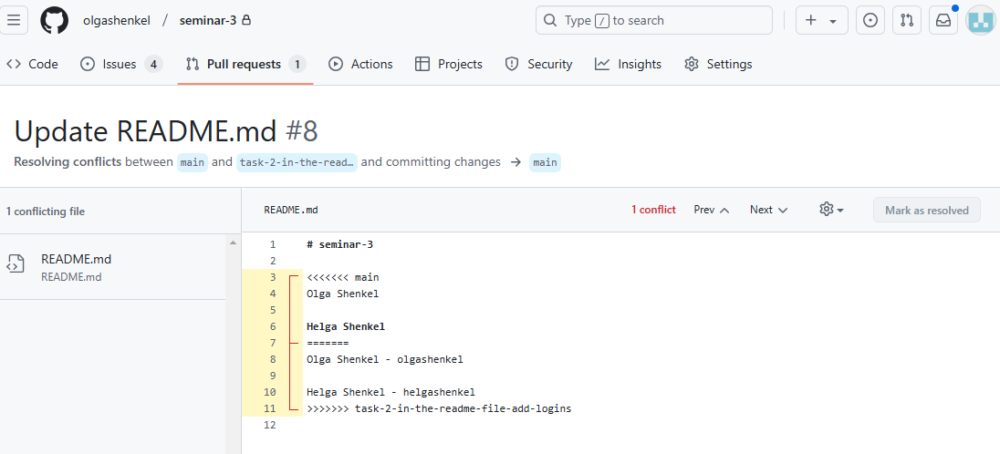 olgashenkel / seminar-3
Type / to search
Code Issues 4 Pull requests 1 Actions Projects Security Insights Settings
Update README.md #8
Resolving conflicts between main and task-2-in-the-read… and committing changes → main
1 conflicting file
README.md
README.md
README.md 1 conflict Prev Next Mark as resolved
1 # seminar-3
2
3 <<<<<<< main
4 Olga Shenkel
5
6 Helga Shenkel
7 =======
8 Olga Shenkel - olgashenkel
9
10 Helga Shenkel - helgashenkel
11 >>>>>>> task-2-in-the-readme-file-add-logins
12